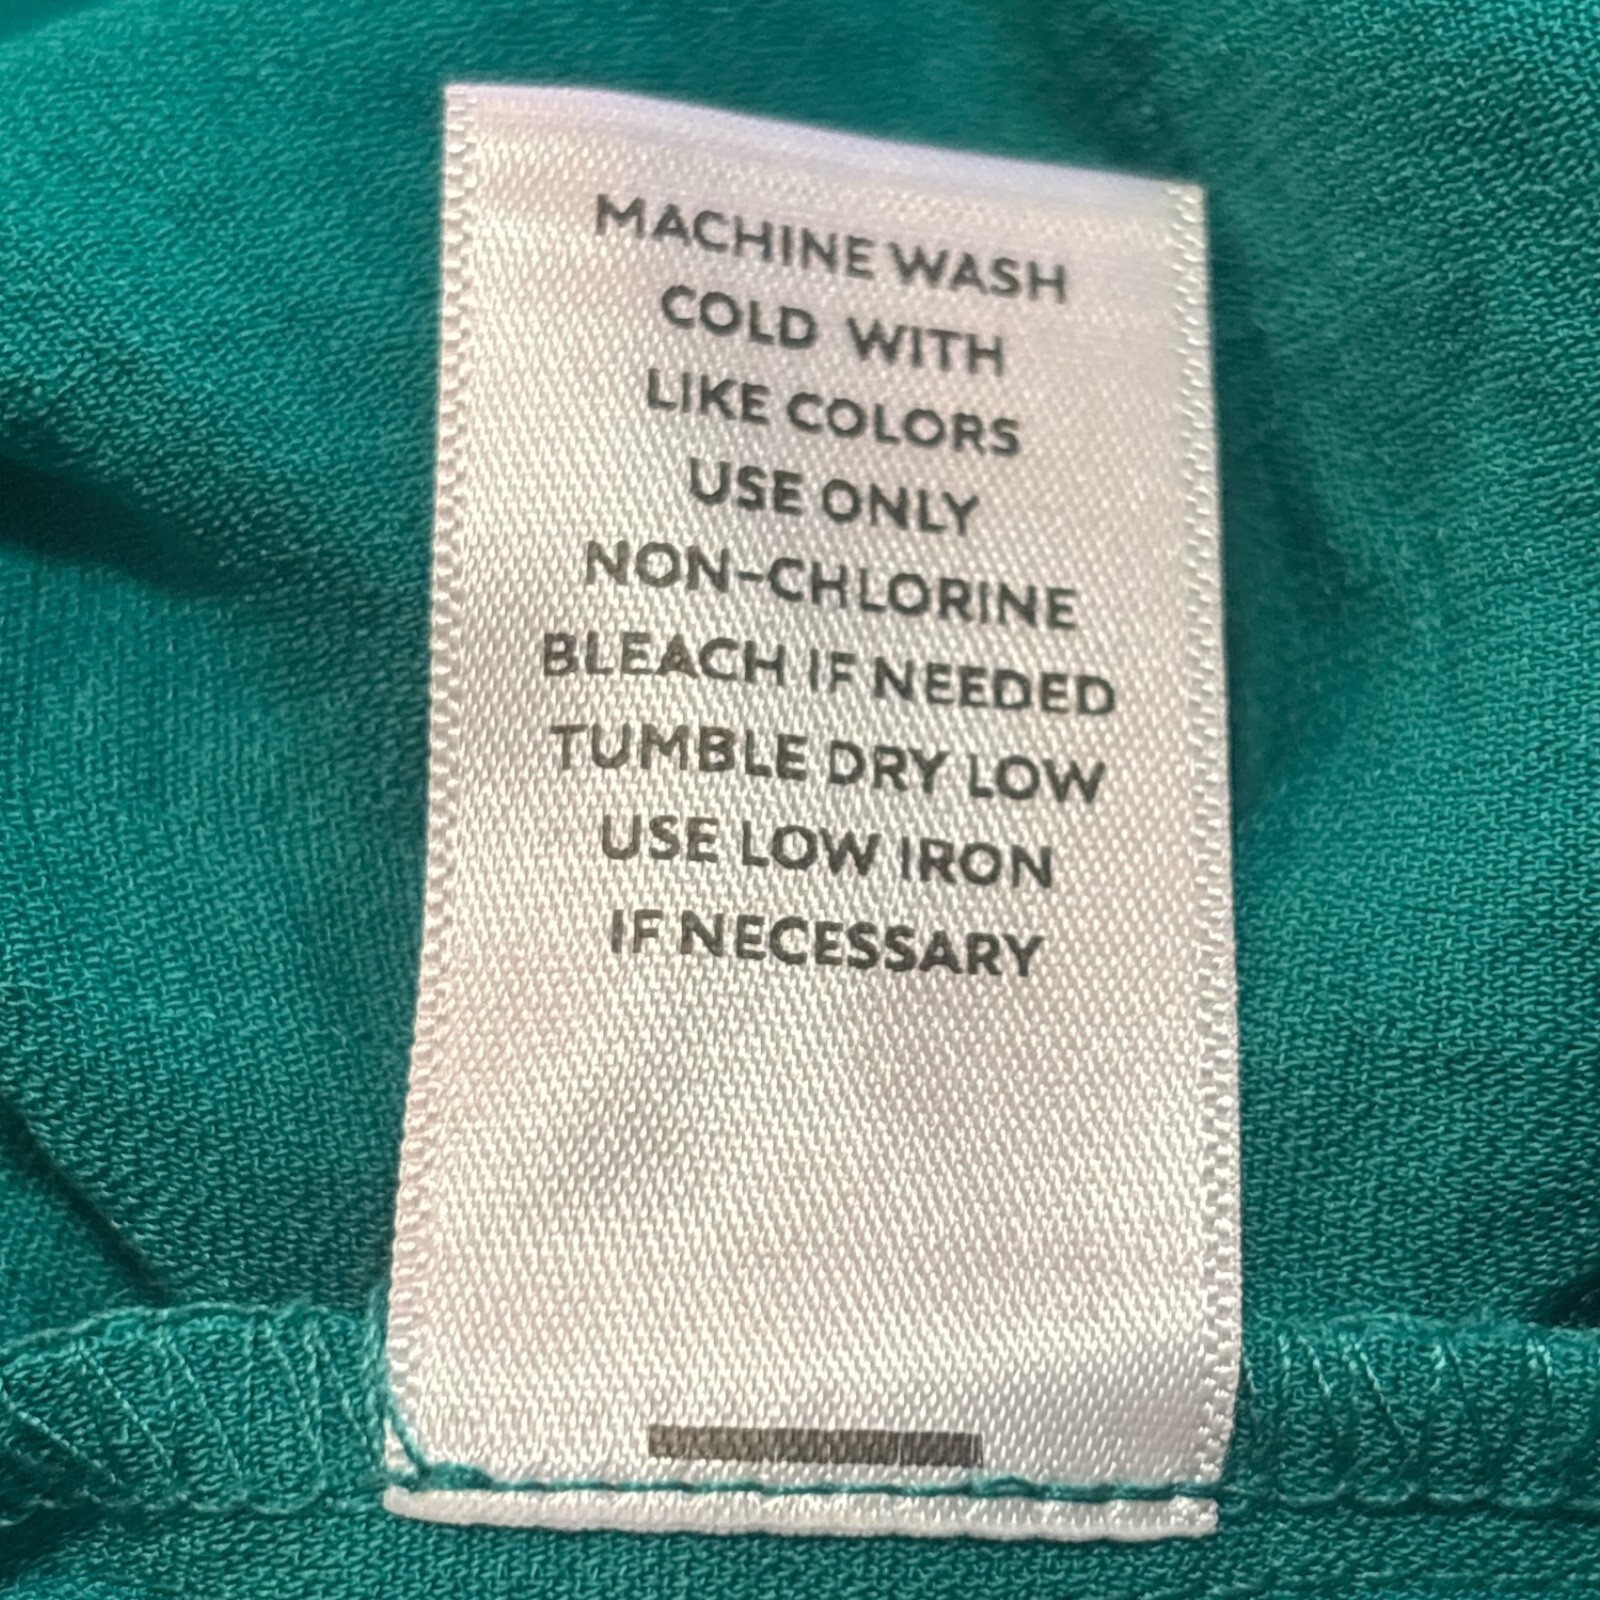 MACHINE WASH
COLD WITH
LIKE COLORS
USE ONLY
NON-CHLORINE
BLEACH IF NEEDED
TUMBLE DRY LOW
USE LOW IRON
IF NECESSARY